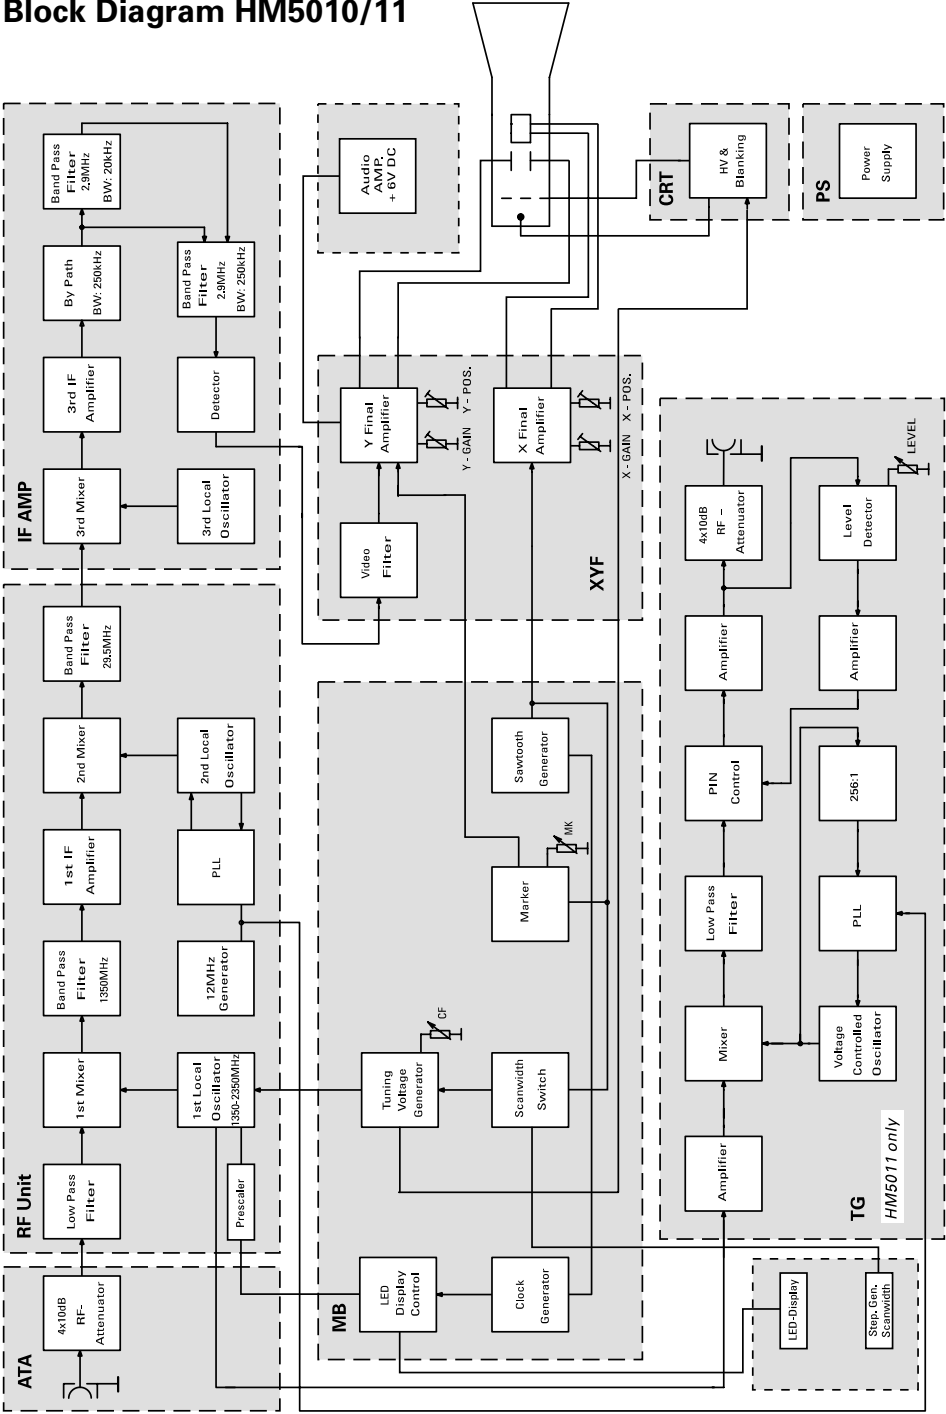 Block Diagram HM5010/11
IF AMP
Band Pass
Filter
2.9MHz
BW: 20kHz
By Path
BW: 250kHz
Band Pass
Filter
2.9MHz
BW: 250kHz
3rd IF
Amplifier
Detector
3rd Mixer
3rd Local
Oscillator
Audio
AMP.
+ 6V DC
CRT
HV &
Blanking
PS
Power
Supply
XYF
Y Final
Amplifier
Y - GAIN
Y - POS.
X Final
Amplifier
X - GAIN
X - POS.
Video
Filter
RF Unit
Band Pass
Filter
29.5MHz
2nd Mixer
2nd Local
Oscillator
1st IF
Amplifier
PLL
Band Pass
Filter
1350MHz
12MHz
Generator
1st Mixer
1st Local
Oscillator
1350-2350MHz
Low Pass
Filter
Prescaler
ATA
4x10dB
RF-
Attenuator
MB
Sawtooth
Generator
Marker
MK
Tuning
Voltage
Generator
CF
Scanwidth
Switch
LED
Display
Control
Clock
Generator
TG
HM5011 only
4x10dB
RF -
Attenuator
Level
Detector
LEVEL
Amplifier
Amplifier
PIN
Control
256:1
Low Pass
Filter
PLL
Mixer
Voltage
Controlled
Oscillator
Amplifier
LED-Display
Step. Gen.
Scanwidth